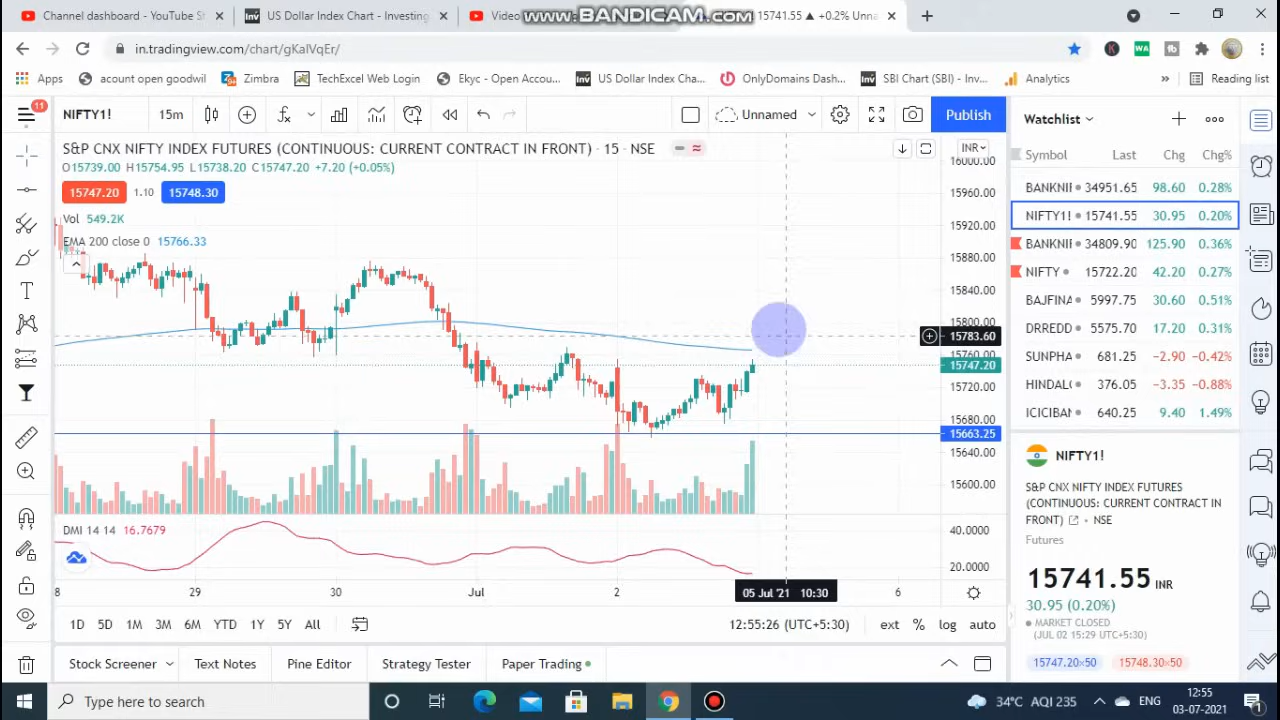 Channel dashboard - YouTube St
US Dollar Index Chart - Investing
Video
www.BANDICAM.com
15741.55 ▲ +0.2% Unna
in.tradingview.com/chart/gKalVqEr/
Apps
acount open goodwil
Zimbra
TechExcel Web Login
Ekyc - Open Accou...
US Dollar Index Cha...
OnlyDomains Dash...
SBI Chart (SBI) - Inv...
Analytics
»
Reading list
11
NIFTY1!
15m
Unnamed
Publish
Watchlist
S&P CNX NIFTY INDEX FUTURES (CONTINUOUS: CURRENT CONTRACT IN FRONT) · 15 · NSE
INR
O15739.00 H15754.95 L15738.20 C15747.20 +7.20 (+0.05%)
15747.20
1.10
15748.30
Vol 549.2K
EMA 200 close 0 15766.33
16000.00
15960.00
15920.00
15880.00
15840.00
15800.00
15783.60
15760.00
15747.20
15720.00
15680.00
15663.25
15640.00
15600.00
DMI 14 14 16.7679
40.0000
20.0000
8
29
30
Jul
2
05 Jul '21 10:30
6
1D
5D
1M
3M
6M
YTD
1Y
5Y
All
12:55:26 (UTC+5:30)
ext
%
log
auto
Stock Screener
Text Notes
Pine Editor
Strategy Tester
Paper Trading
Symbol Last Chg Chg%
BANKNIF 34951.65 98.60 0.28%
NIFTY1! 15741.55 30.95 0.20%
BANKNIF 34809.90 125.90 0.36%
NIFTY 15722.20 42.20 0.27%
BAJFINA 5997.75 30.60 0.51%
DRREDD 5575.70 17.20 0.31%
SUNPHA 681.25 -2.90 -0.42%
HINDALC 376.05 -3.35 -0.88%
ICICIBAN 640.25 9.40 1.49%
NIFTY1!
S&P CNX NIFTY INDEX FUTURES
(CONTINUOUS: CURRENT CONTRACT IN
FRONT) • NSE
Futures
15741.55 INR
30.95 (0.20%)
MARKET CLOSED
(JUL 02 15:29 UTC+5:30)
15747.20×50
15748.30×50
Type here to search
34°C AQI 235
ENG
12:55
03-07-2021
1